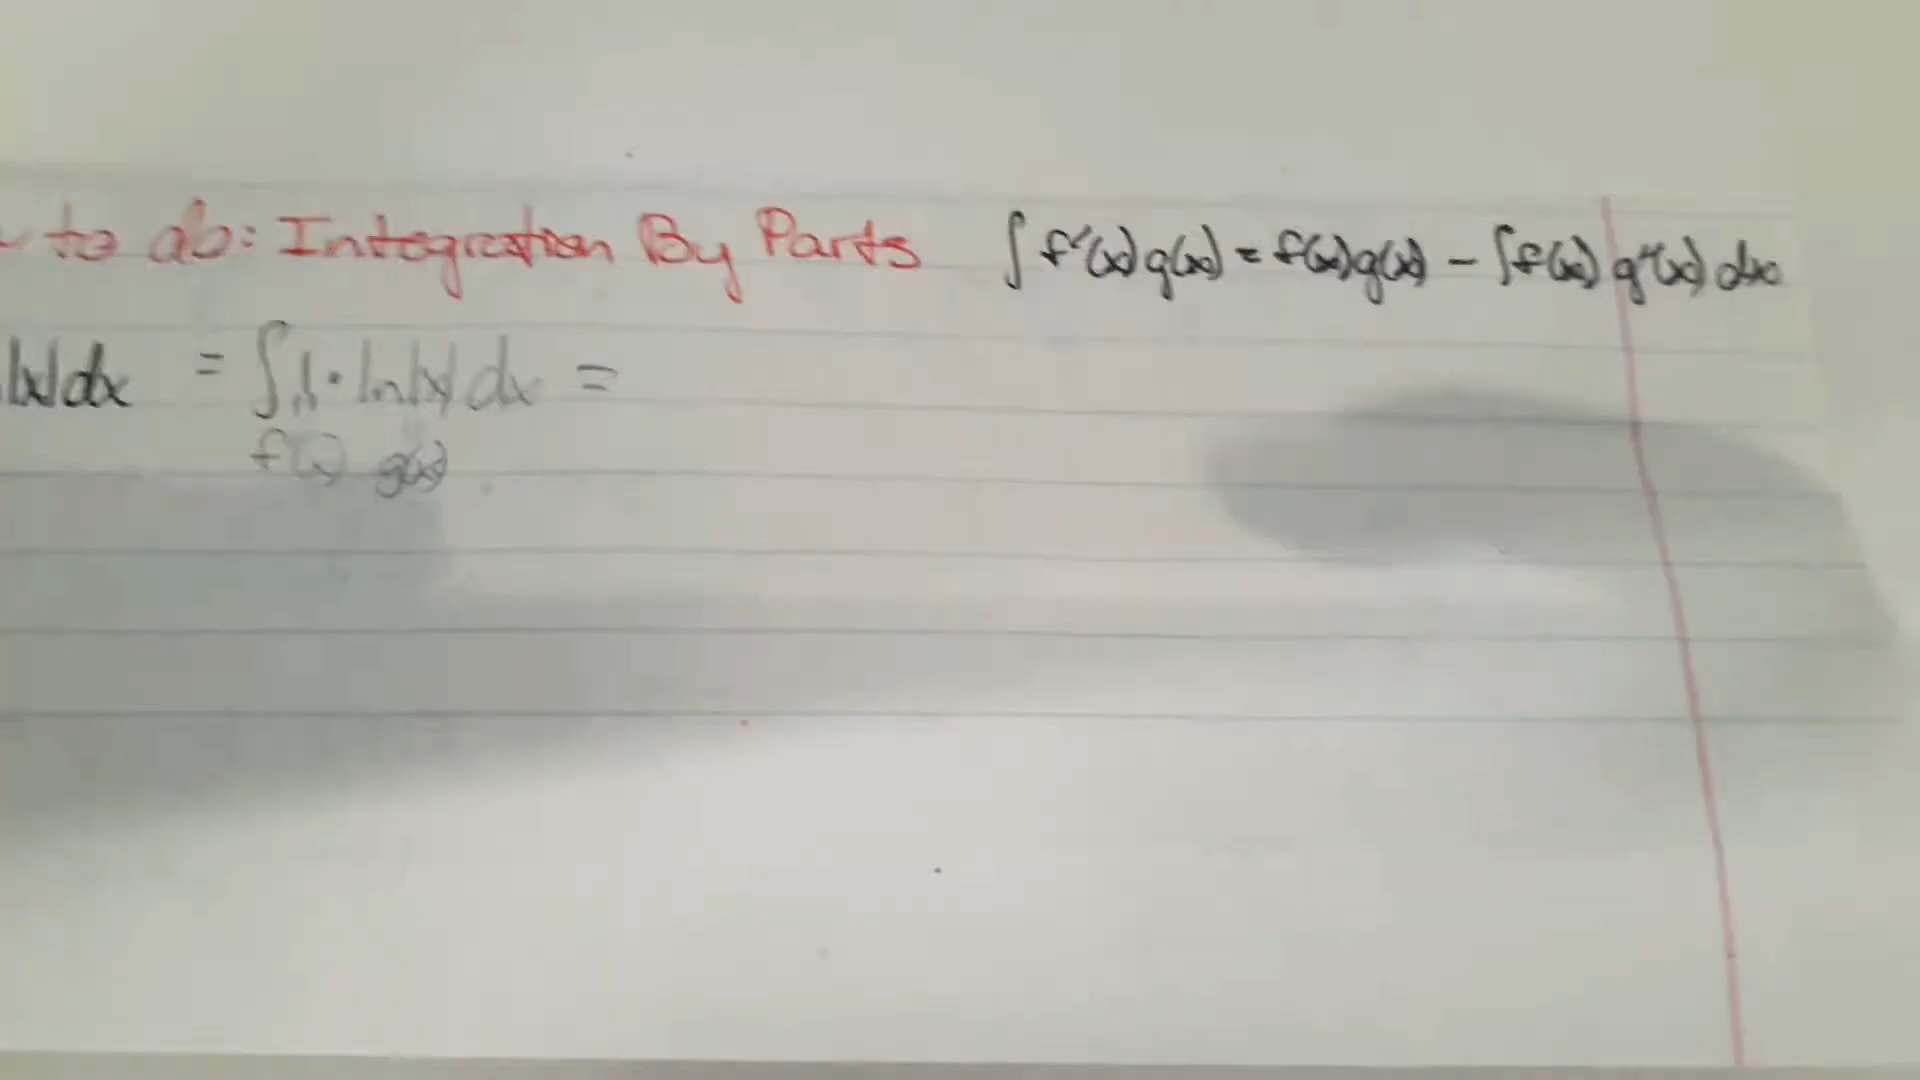 to do: Integration By Parts ∫ f'(x) g(x) = f(x)g(x) - ∫f(x) g'(x) dx
|x| dx = ∫ 1 · ln|x| dx =
f'(x) g(x)